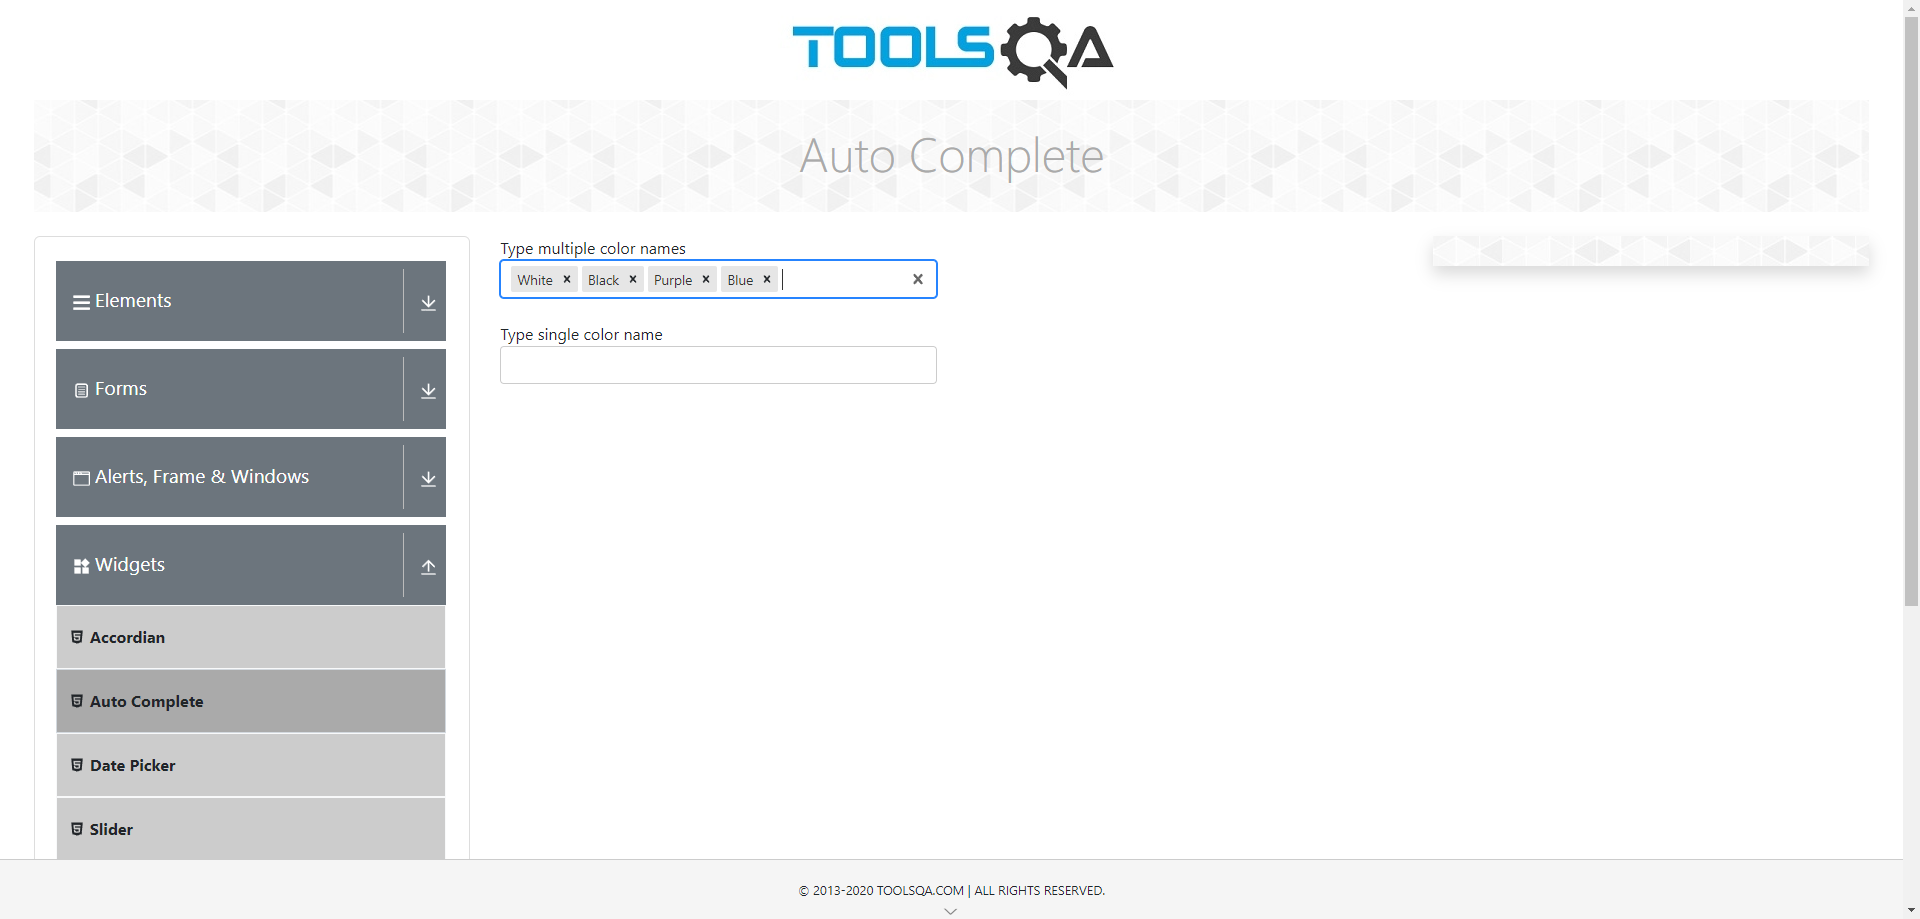 TOOLSQA
Auto Complete
Elements
Forms
Alerts, Frame & Windows
Widgets
Accordian
Auto Complete
Date Picker
Slider
Type multiple color names
White × Black × Purple × Blue × ×
Type single color name
© 2013-2020 TOOLSQA.COM | ALL RIGHTS RESERVED.